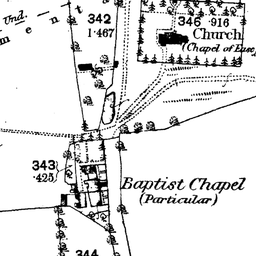 Und.
ment
342
1·467
346 ·916
Church
(Chapel of Ease)
343
·425
Baptist Chapel
(Particular)
344